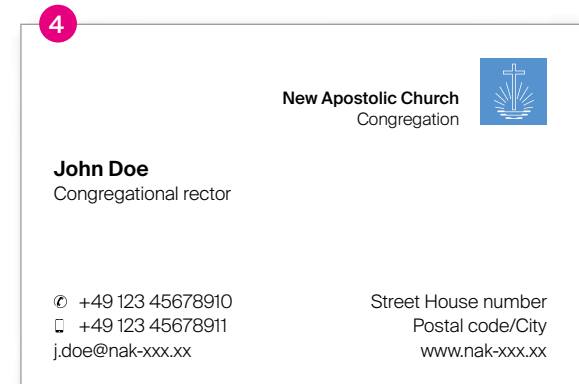 4
New Apostolic Church
Congregation
John Doe
Congregational rector
✆ +49 123 45678910
+49 123 45678911
j.doe@nak-xxx.xx
Street House number
Postal code/City
www.nak-xxx.xx